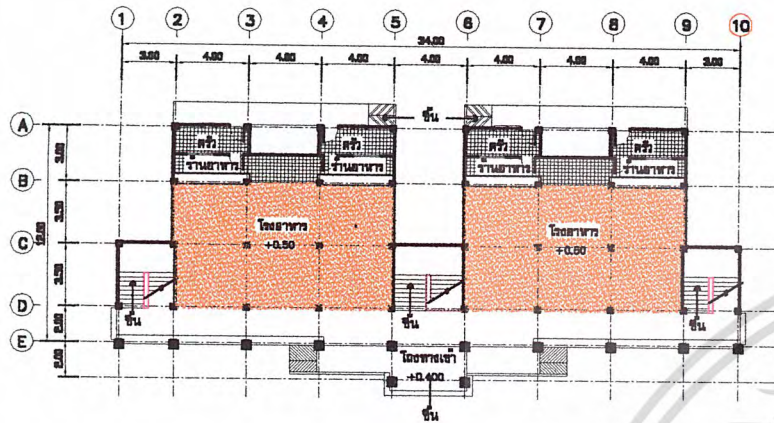 1 2 3 4 5 6 7 8 9 10
34.00
3.00 4.00 4.00 4.00 4.00 4.00 4.00 4.00 3.00
ขึ้น
A
ครัว ครัว ครัว ครัว
3.00
ร้านอาหาร ร้านอาหาร ร้านอาหาร ร้านอาหาร
B
3.50
12.00
โรงอาหาร โรงอาหาร
+0.50 +0.50
C
3.50
D
ขึ้น ขึ้น ขึ้น
2.00
E
โถงทางเข้า
2.00
+0.400
ขึ้น